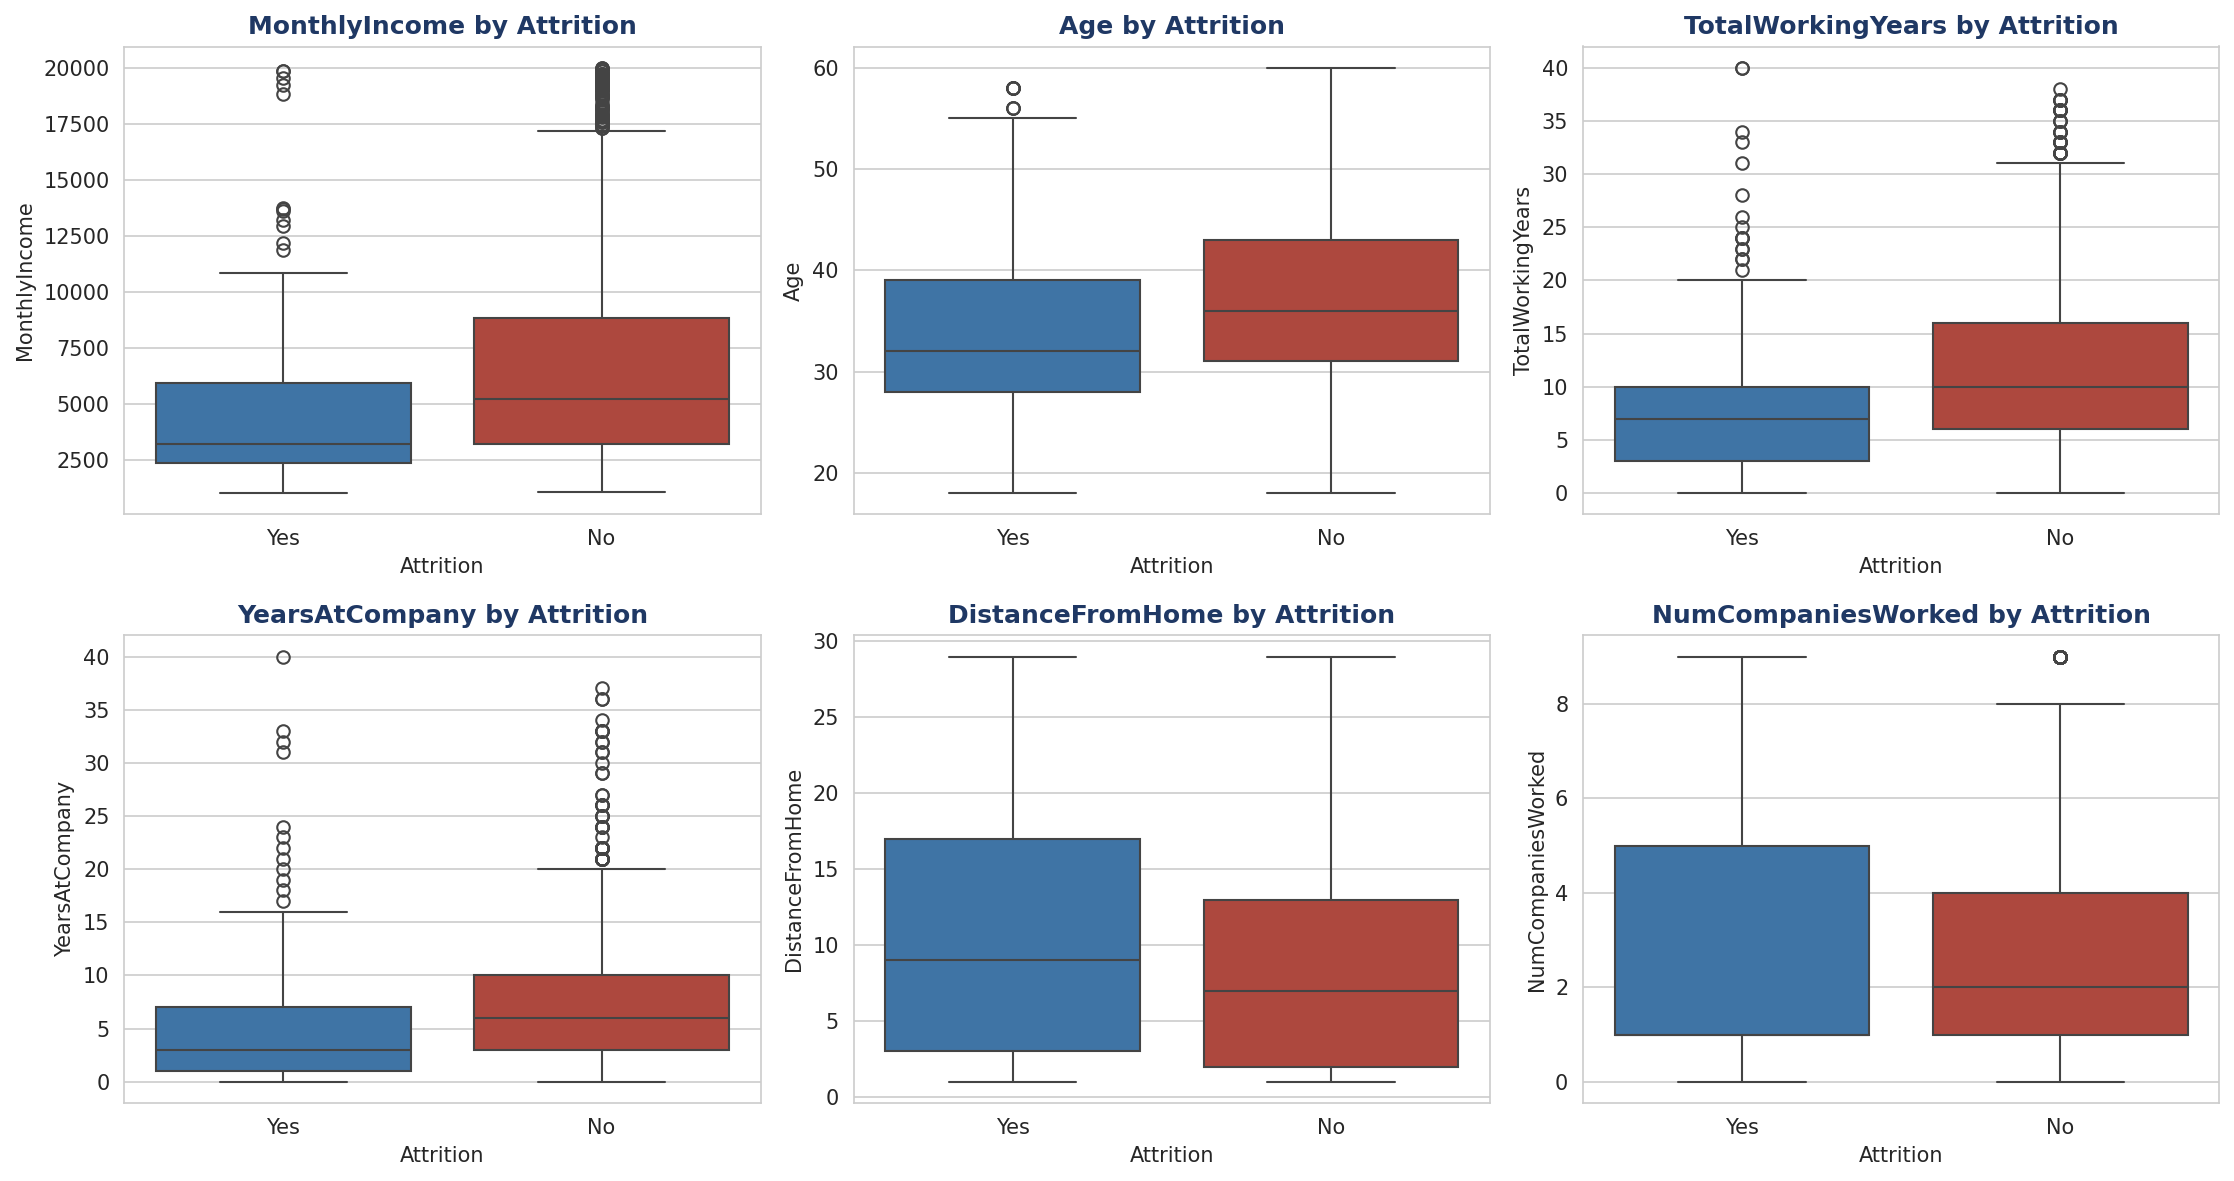 MonthlyIncome by Attrition
20000
17500
15000
12500
10000
7500
5000
2500
MonthlyIncome
Yes
No
Attrition
Age by Attrition
60
50
40
30
20
Age
Yes
No
Attrition
TotalWorkingYears by Attrition
40
35
30
25
20
15
10
5
0
TotalWorkingYears
Yes
No
Attrition
YearsAtCompany by Attrition
40
35
30
25
20
15
10
5
0
YearsAtCompany
Yes
No
Attrition
DistanceFromHome by Attrition
30
25
20
15
10
5
0
DistanceFromHome
Yes
No
Attrition
NumCompaniesWorked by Attrition
8
6
4
2
0
NumCompaniesWorked
Yes
No
Attrition